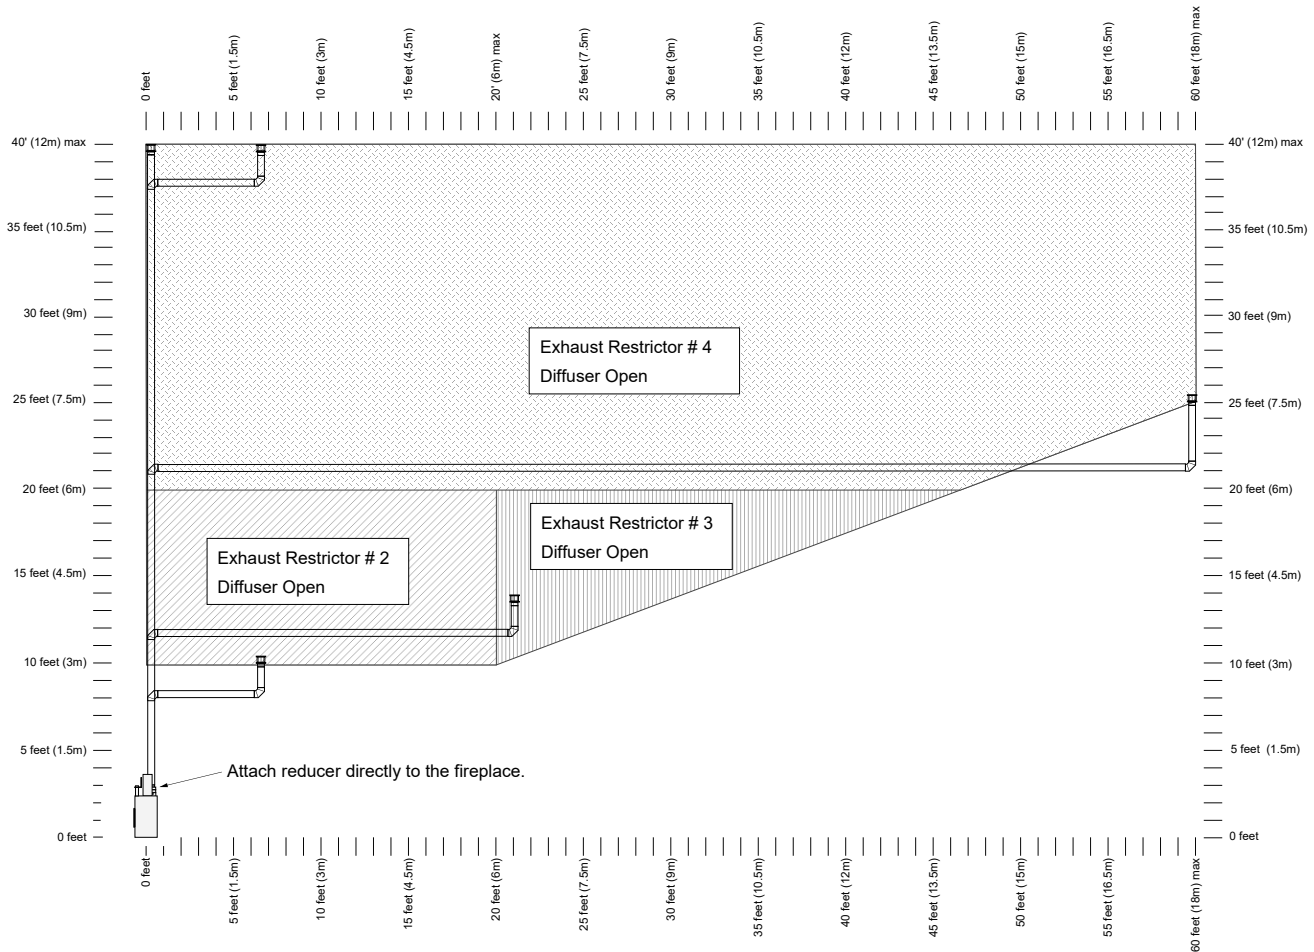 0 feet
5 feet (1.5m)
10 feet (3m)
15 feet (4.5m)
20' (6m) max
25 feet (7.5m)
30 feet (9m)
35 feet (10.5m)
40 feet (12m)
45 feet (13.5m)
50 feet (15m)
55 feet (16.5m)
60 feet (18m) max
40' (12m) max
35 feet (10.5m)
30 feet (9m)
25 feet (7.5m)
20 feet (6m)
15 feet (4.5m)
10 feet (3m)
5 feet (1.5m)
0 feet
Exhaust Restrictor # 4
Diffuser Open
Exhaust Restrictor # 3
Diffuser Open
Exhaust Restrictor # 2
Diffuser Open
Attach reducer directly to the fireplace.
40' (12m) max
35 feet (10.5m)
30 feet (9m)
25 feet (7.5m)
20 feet (6m)
15 feet (4.5m)
10 feet (3m)
5 feet (1.5m)
0 feet
0 feet
5 feet (1.5m)
10 feet (3m)
15 feet (4.5m)
20 feet (6m)
25 feet (7.5m)
30 feet (9m)
35 feet (10.5m)
40 feet (12m)
45 feet (13.5m)
50 feet (15m)
55 feet (16.5m)
60 feet (18m) max